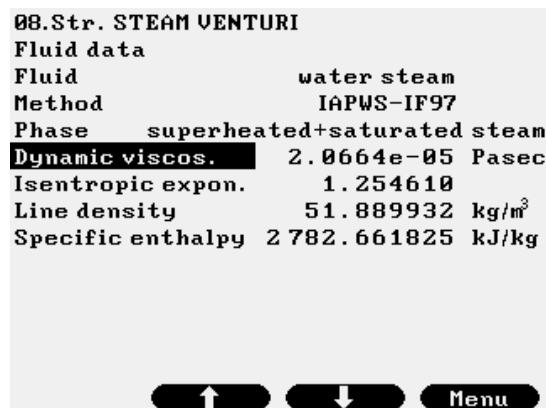 08.Str. STEAM VENTURI
Fluid data
Fluid water steam
Method IAPWS-IF97
Phase superheated+saturated steam
Dynamic viscos. 2.0664e-05 Pasec
Isentropic expon. 1.254610
Line density 51.889932 kg/m³
Specific enthalpy 2 782.661825 kJ/kg
Menu